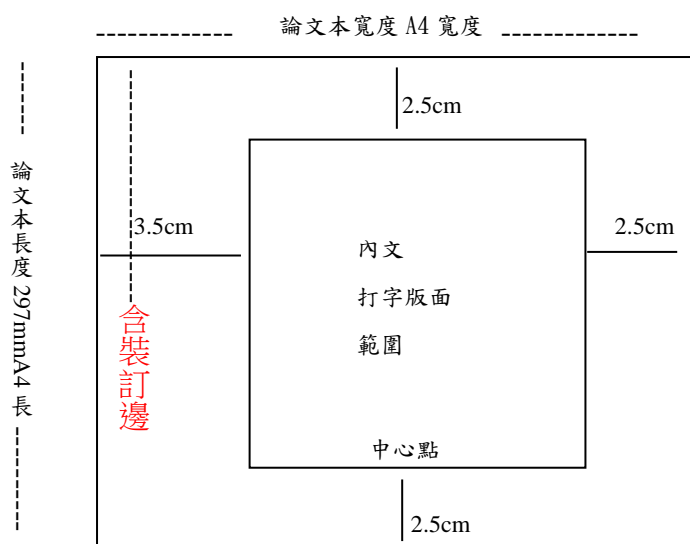 論文本寬度 A4 寬度
2.5cm
論文本長度 297mmA4 長
3.5cm
2.5cm
內文
打字版面
範圍
含裝訂邊
中心點
2.5cm